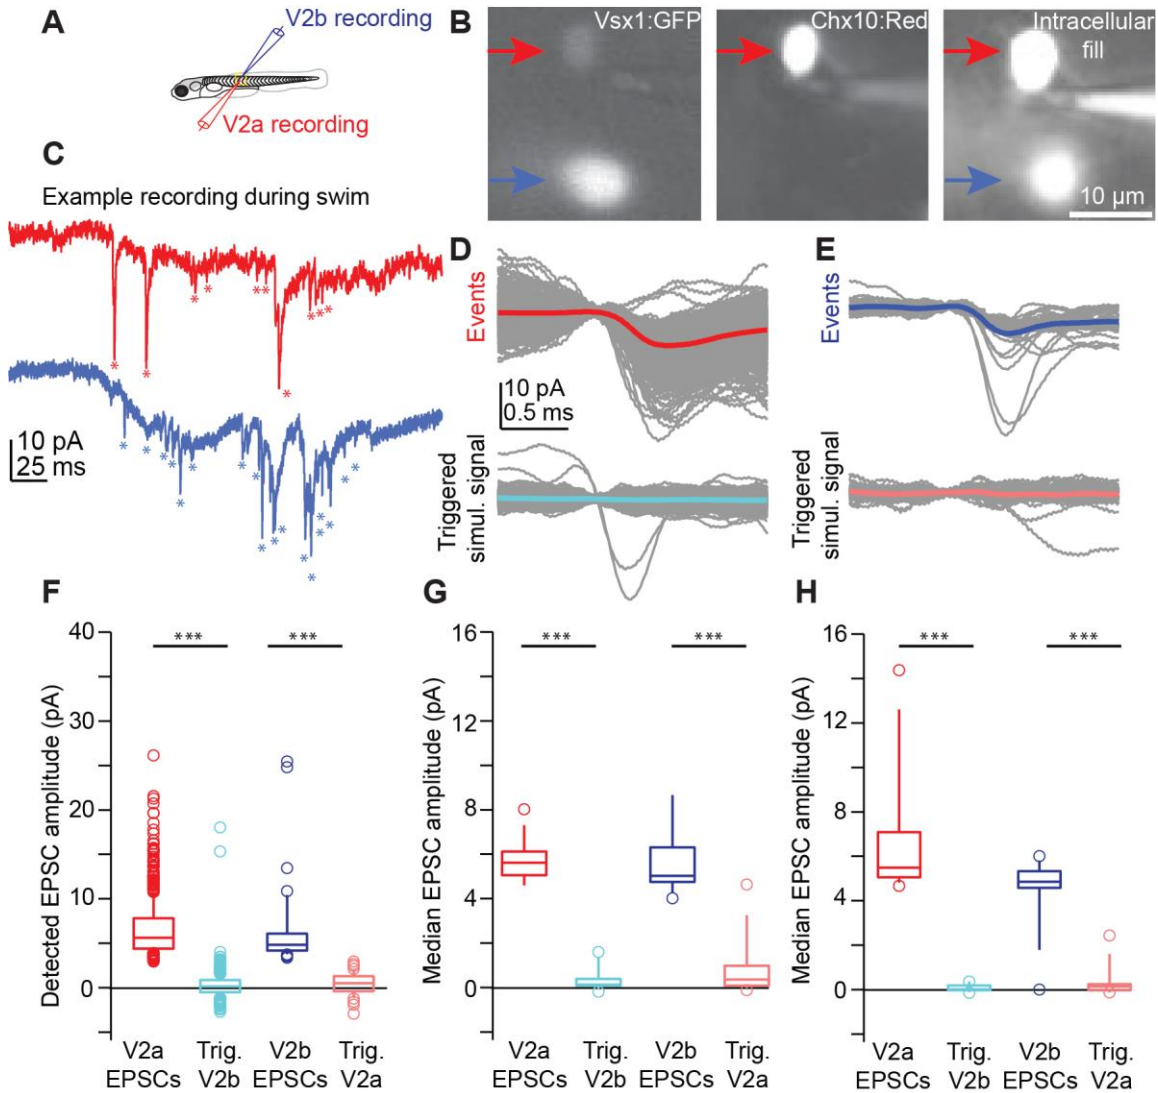 A
V2b recording
V2a recording
B
Vsx1:GFP
Chx10:Red
Intracellular
fill
10 µm
C
Example recording during swim
* * * * ** * * ***
* * * * * * * * * * * * * * * * * *
10 pA
25 ms
D
Events
10 pA
0.5 ms
Triggered
simul. signal
E
Events
Triggered
simul. signal
F
Detected EPSC amplitude (pA)
40
30
20
10
0
*** ***
V2a
EPSCs
Trig.
V2b
V2b
EPSCs
Trig.
V2a
G
Median EPSC amplitude (pA)
16
12
8
4
0
*** ***
V2a
EPSCs
Trig.
V2b
V2b
EPSCs
Trig.
V2a
H
Median EPSC amplitude (pA)
16
12
8
4
0
*** ***
V2a
EPSCs
Trig.
V2b
V2b
EPSCs
Trig.
V2a